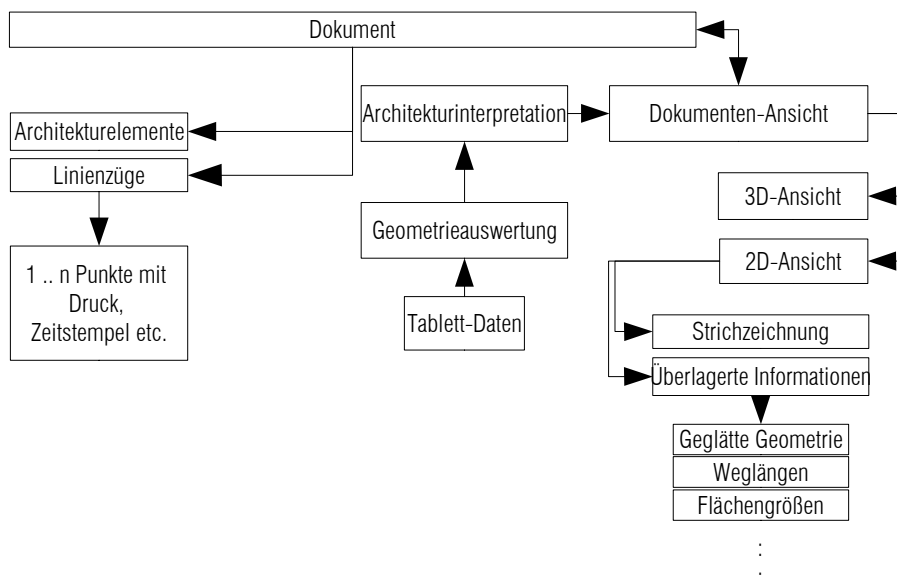 Dokument
Architekturelemente
Linienzüge
1 .. n Punkte mit
Druck,
Zeitstempel etc.
Architekturinterpretation
Geometrieauswertung
Tablett-Daten
Dokumenten-Ansicht
3D-Ansicht
2D-Ansicht
Strichzeichnung
Überlagerte Informationen
Geglätte Geometrie
Weglängen
Flächengrößen
:
.